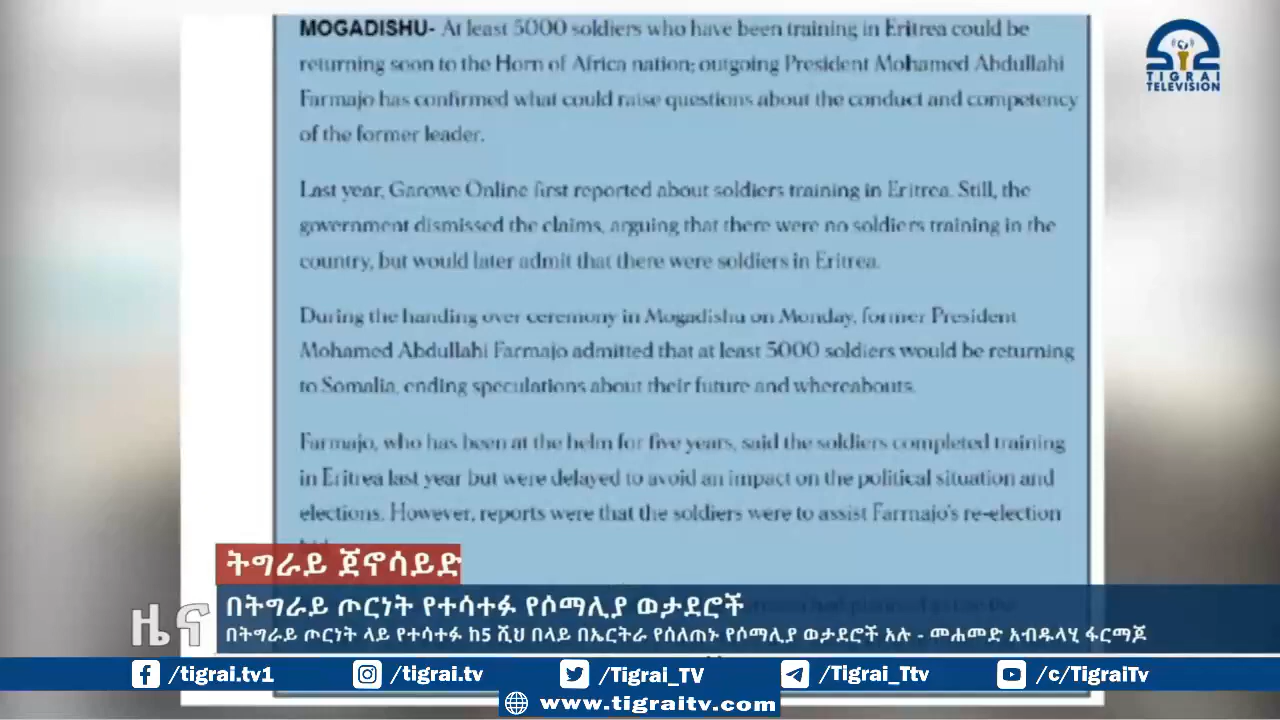 MOGADISHU- At least 5000 soldiers who have been training in Eritrea could be
returning soon to the Horn of Africa nation; outgoing President Mohamed Abdullahi
Farmajo has confirmed what could raise questions about the conduct and competency
of the former leader.
Last year, Garowe Online first reported about soldiers training in Eritrea. Still, the
government dismissed the claims, arguing that there were no soldiers training in the
country, but would later admit that there were soldiers in Eritrea.
During the handing over ceremony in Mogadishu on Monday, former President
Mohamed Abdullahi Farmajo admitted that at least 5000 soldiers would be returning
to Somalia, ending speculations about their future and whereabouts.
Farmajo, who has been at the helm for five years, said the soldiers completed training
in Eritrea last year but were delayed to avoid an impact on the political situation and
elections. However, reports were that the soldiers were to assist Farmajo's re-election
TIGRAI
TELEVISION
ትግራይ ጀኖሳይድ
ዜና
በትግራይ ጦርነት የተሳተፉ የሶማሊያ ወታደሮች
በትግራይ ጦርነት ላይ የተሳተፉ ከ5 ሺህ በላይ በኤርትራ የሰለጠኑ የሶማሊያ ወታደሮች አሉ - መሐመድ አብዱላሂ ፋርማጆ
/tigrai.tv1 /tigrai.tv /Tigrai_TV /Tigrai_Ttv /c/TigraiTv
www.tigraitv.com